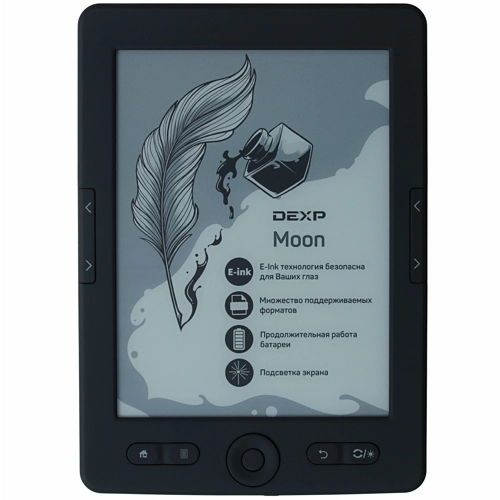 DEXP
Moon
E-ink
E-Ink технология безопасна
для Ваших глаз
Множество поддерживаемых
форматов
Продолжительная работа
батареи
Подсветка экрана